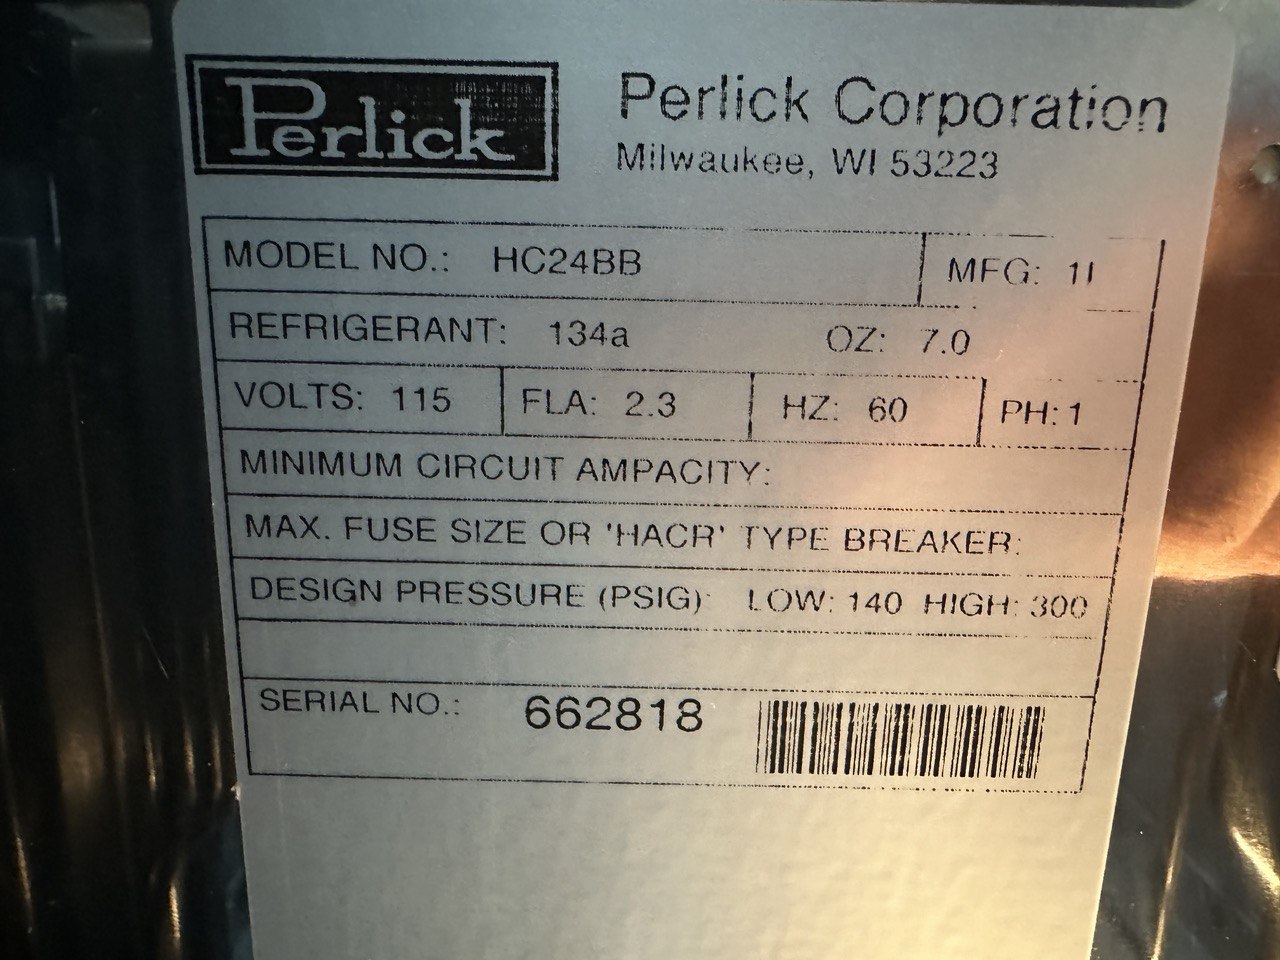 Perlick
Perlick Corporation
Milwaukee, WI 53223
MODEL NO.: HC24BB MFG: 11
REFRIGERANT: 134a OZ: 7.0
VOLTS: 115 FLA: 2.3 HZ: 60 PH: 1
MINIMUM CIRCUIT AMPACITY:
MAX. FUSE SIZE OR 'HACR' TYPE BREAKER:
DESIGN PRESSURE (PSIG): LOW: 140 HIGH: 300
SERIAL NO.: 662818